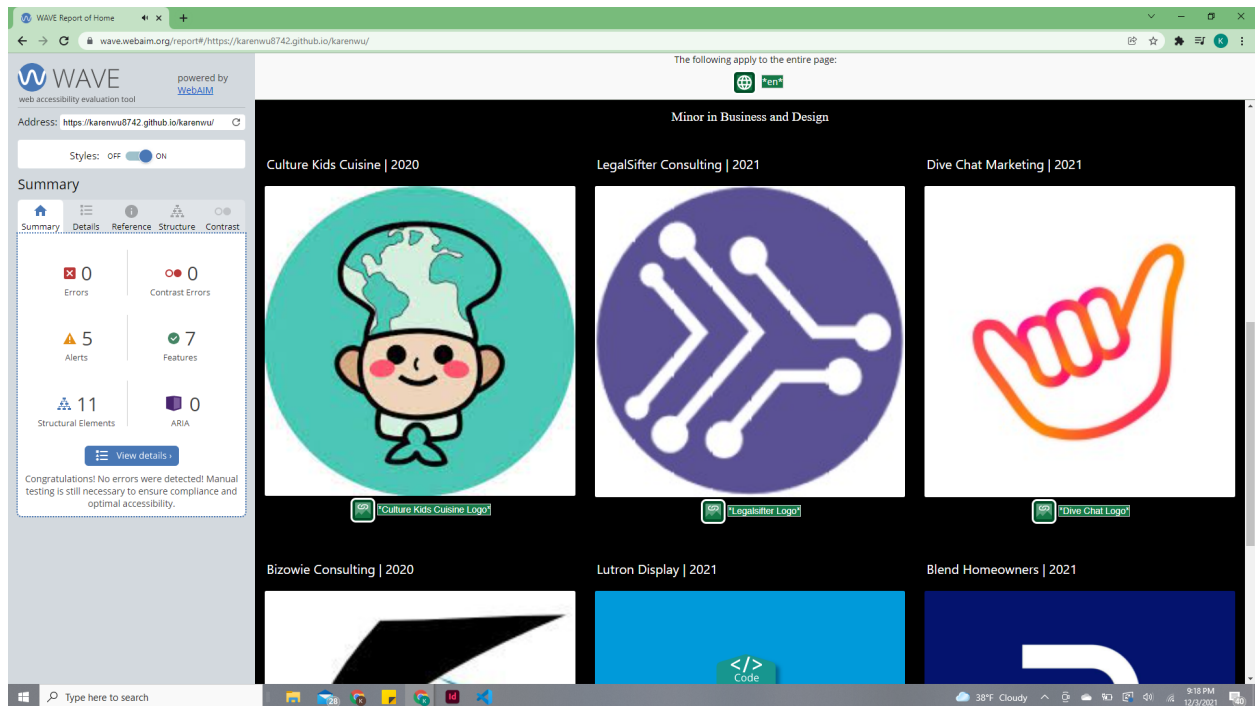 WAVE Report of Home
wave.webaim.org/report#/https://karenwu8742.github.io/karenwu/
K
WAVE
powered by
WebAIM
web accessibility evaluation tool
Address: https://karenwu8742.github.io/karenwu/
Styles: OFF ON
Summary
Summary Details Reference Structure Contrast
0
Errors
0
Contrast Errors
5
Alerts
7
Features
11
Structural Elements
0
ARIA
View details ›
Congratulations! No errors were detected! Manual
testing is still necessary to ensure compliance and
optimal accessibility.
The following apply to the entire page:
*en*
Minor in Business and Design
Culture Kids Cuisine | 2020
LegalSifter Consulting | 2021
Dive Chat Marketing | 2021
*Culture Kids Cuisine Logo*
*Legalsifter Logo*
*Dive Chat Logo*
Bizowie Consulting | 2020
Lutron Display | 2021
Blend Homeowners | 2021
</>
Code
Type here to search
28
Id
38°F Cloudy
9:18 PM
12/3/2021
40